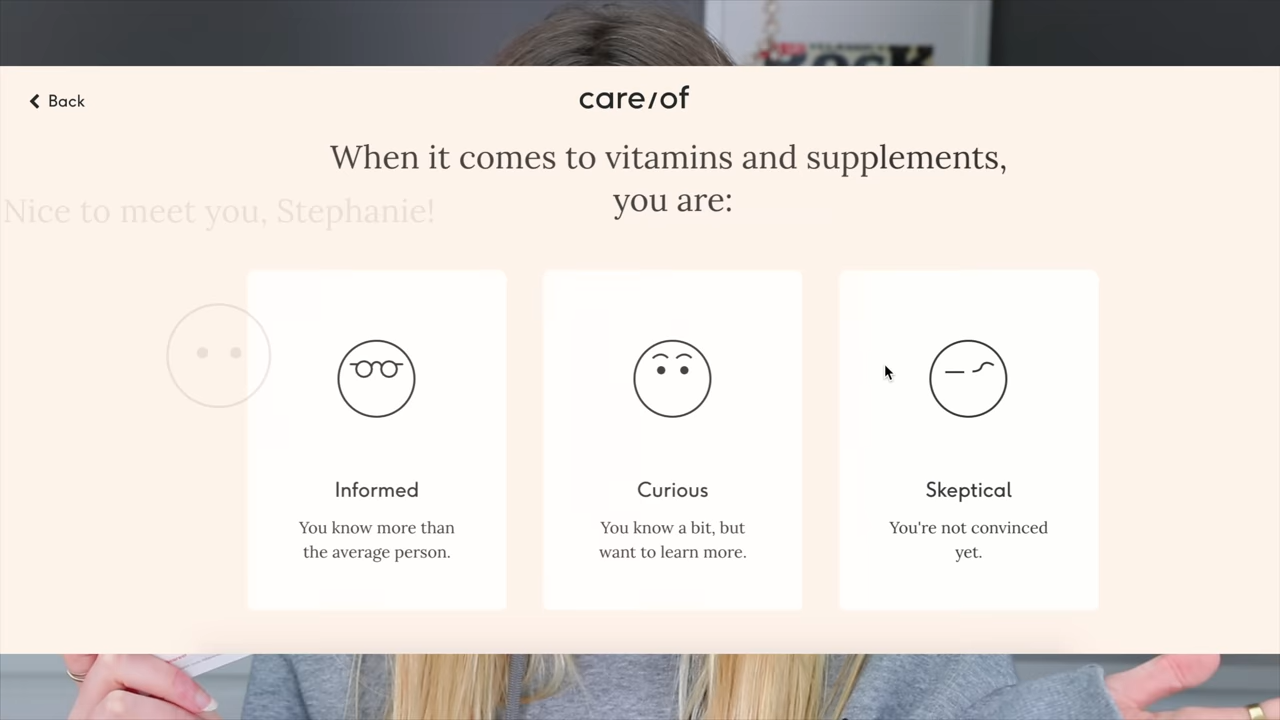 Back
care/of
When it comes to vitamins and supplements,
you are:
Nice to meet you, Stephanie!
Informed
You know more than
the average person.
Curious
You know a bit, but
want to learn more.
Skeptical
You're not convinced
yet.